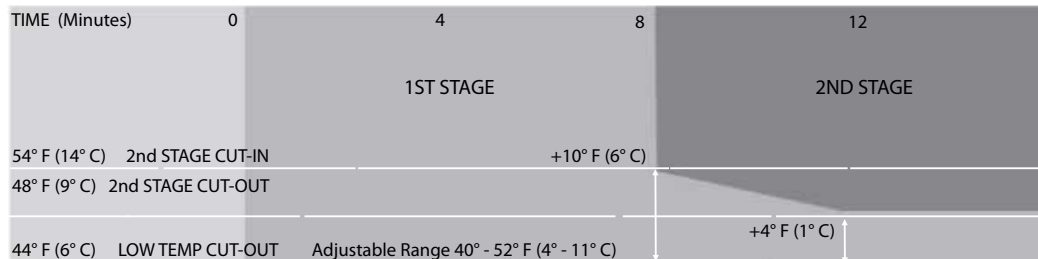 TIME (Minutes) 0 4 8 12
1ST STAGE 2ND STAGE
54° F (14° C) 2nd STAGE CUT-IN +10° F (6° C)
48° F (9° C) 2nd STAGE CUT-OUT
+4° F (1° C)
44° F (6° C) LOW TEMP CUT-OUT Adjustable Range 40° - 52° F (4° - 11° C)